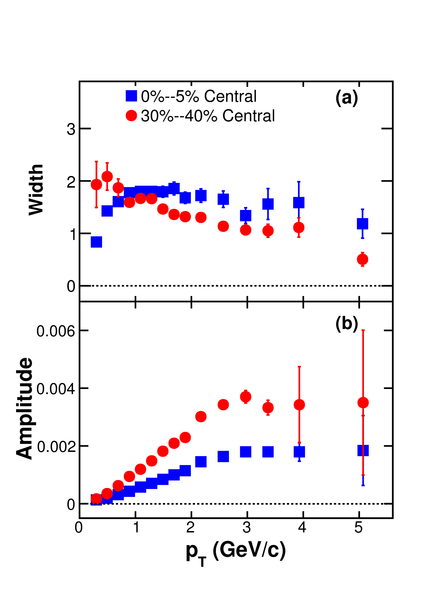 0%--5% Central
(a)
30%--40% Central
3
2
1
0
Width
(b)
0.006
0.004
0.002
0
Amplitude
0 1 2 3 4 5
p_T (GeV/c)